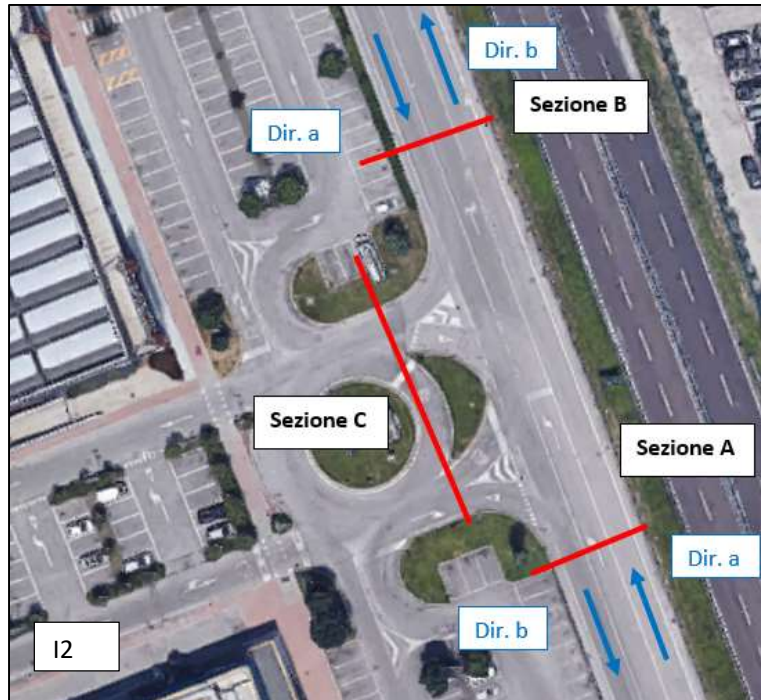 Dir. b
Sezione B
Dir. a
Sezione C
Sezione A
Dir. a
Dir. b
I2